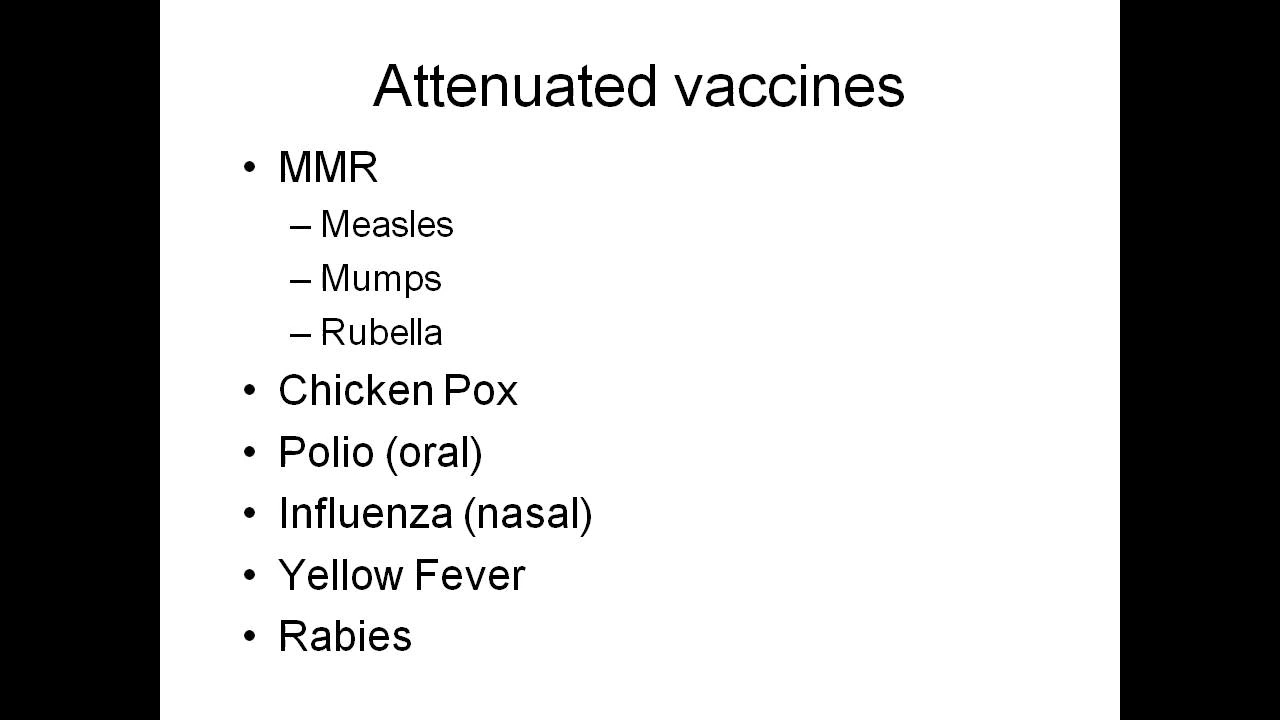 Attenuated vaccines
• MMR
– Measles
– Mumps
– Rubella
• Chicken Pox
• Polio (oral)
• Influenza (nasal)
• Yellow Fever
• Rabies